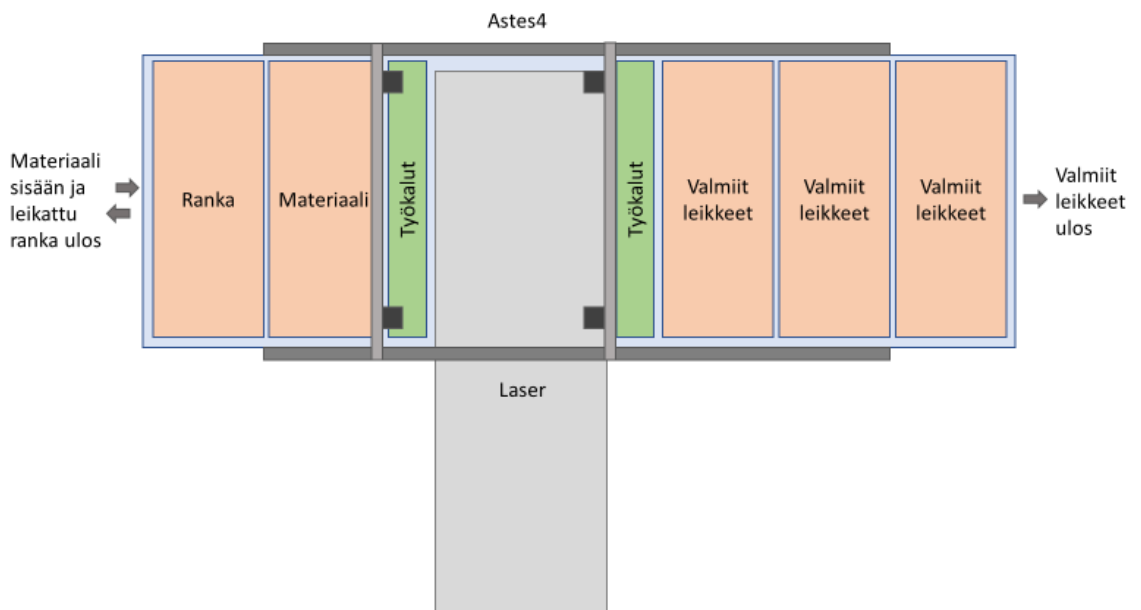 Astes4
Materiaali
sisään ja
leikattu
ranka ulos
Ranka
Materiaali
Työkalut
Työkalut
Valmiit
leikkeet
Valmiit
leikkeet
Valmiit
leikkeet
Valmiit
leikkeet
ulos
Laser